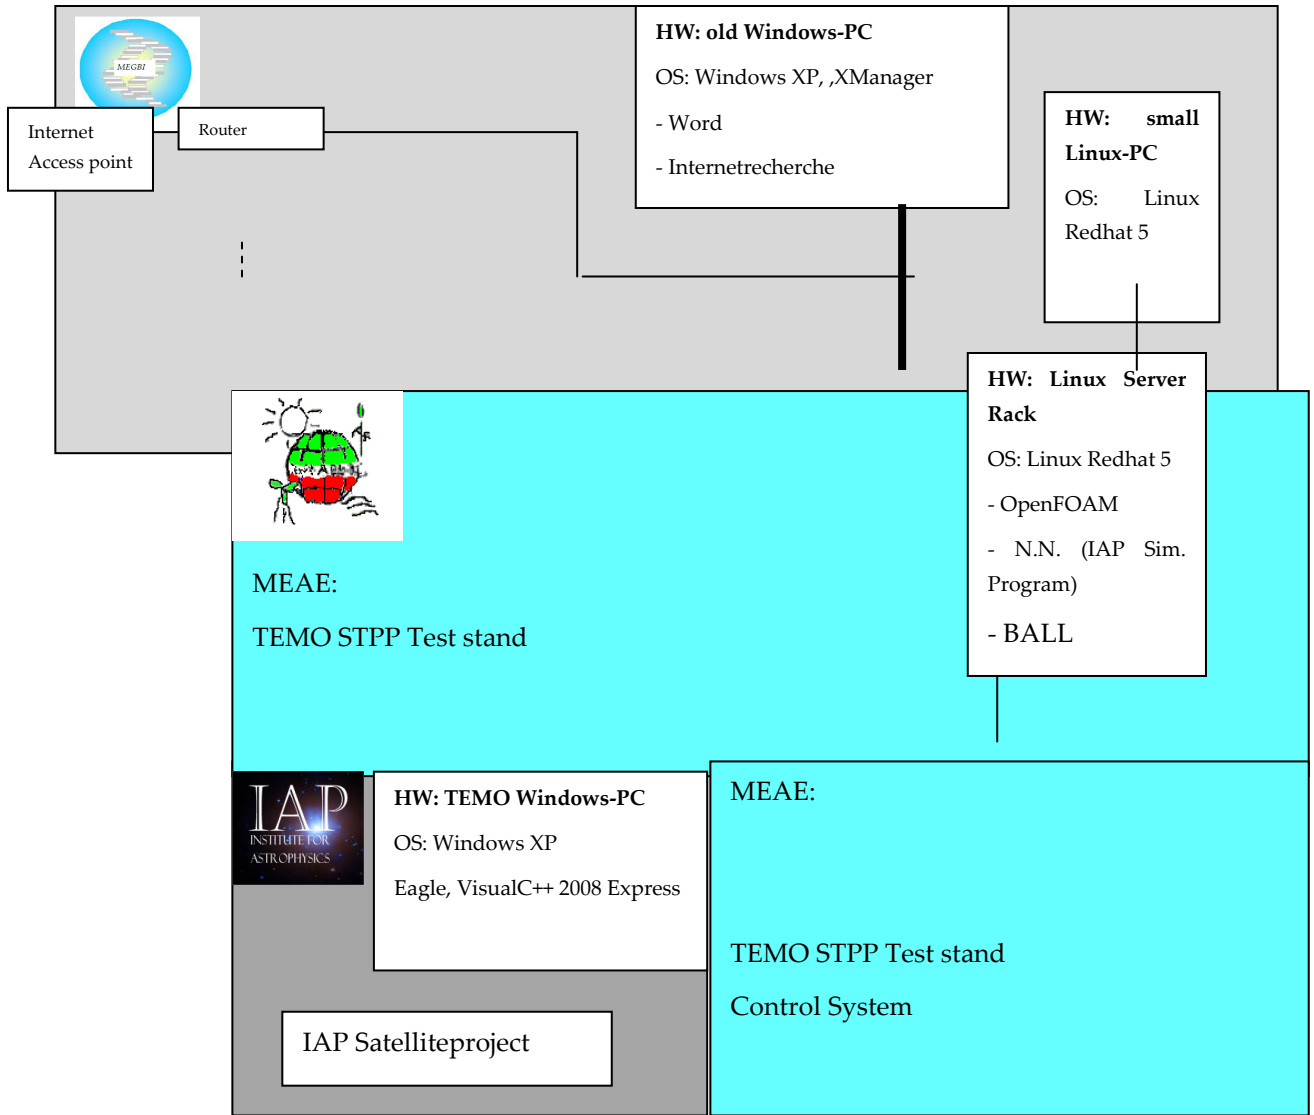 MEGBI
Internet
Access point
Router
HW: old Windows-PC
OS: Windows XP, ,XManager
- Word
- Internetrecherche
HW: small
Linux-PC
OS: Linux
Redhat 5
HW: Linux Server
Rack
OS: Linux Redhat 5
- OpenFOAM
- N.N. (IAP Sim.
Program)
- BALL
MEAE:
TEMO STPP Test stand
IAP
INSTITUTE FOR
ASTROPHYSICS
HW: TEMO Windows-PC
OS: Windows XP
Eagle, VisualC++ 2008 Express
IAP Satelliteproject
MEAE:
TEMO STPP Test stand
Control System